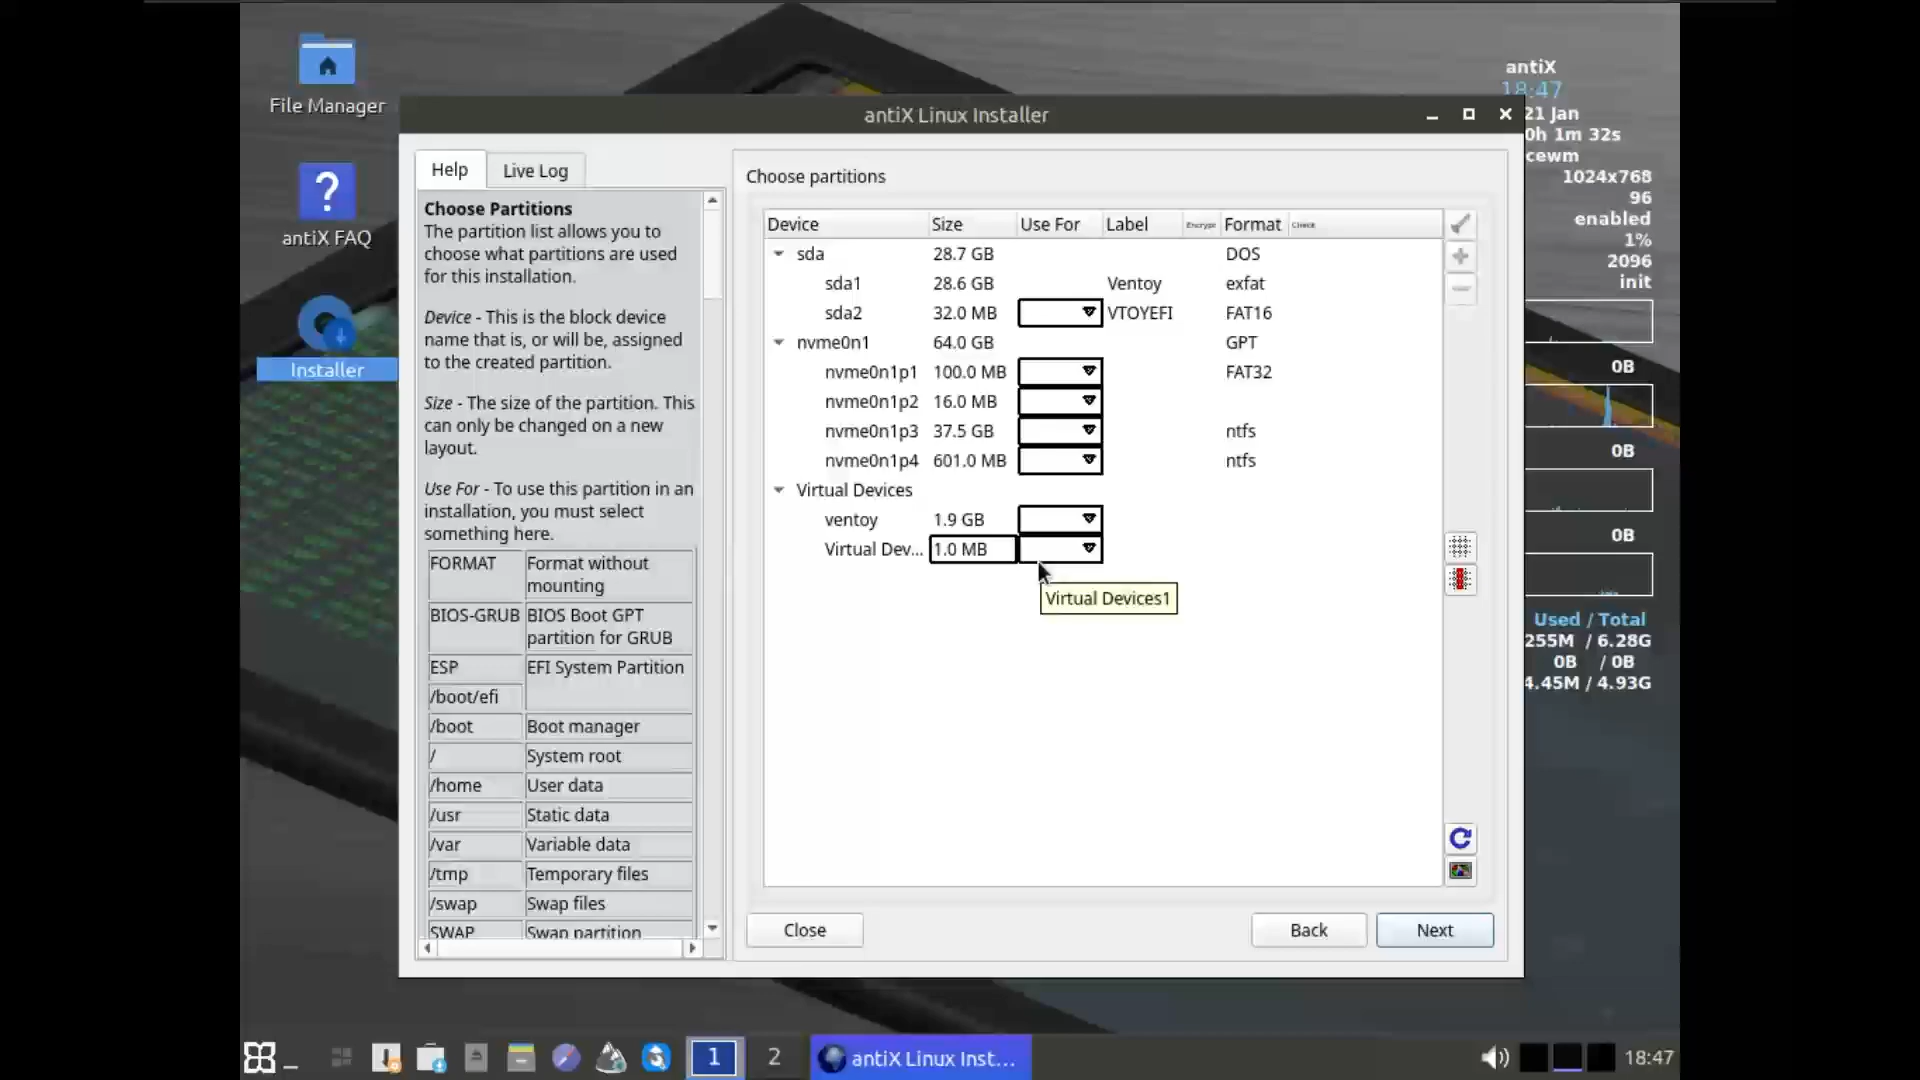 File Manager
antiX FAQ
Installer
antiX Linux Installer
Help
Live Log
Choose Partitions
The partition list allows you to
choose what partitions are used
for this installation.
Device - This is the block device
name that is, or will be, assigned
to the created partition.
Size - The size of the partition. This
can only be changed on a new
layout.
Use For - To use this partition in an
installation, you must select
something here.
FORMAT Format without
mounting
BIOS-GRUB BIOS Boot GPT
partition for GRUB
ESP EFI System Partition
/boot/efi
/boot Boot manager
/ System root
/home User data
/usr Static data
/var Variable data
/tmp Temporary files
/swap Swap files
SWAP Swap partition
Choose partitions
Device Size Use For Label Encrypt Format Check
sda 28.7 GB DOS
sda1 28.6 GB Ventoy exfat
sda2 32.0 MB VTOYEFI FAT16
nvme0n1 64.0 GB GPT
nvme0n1p1 100.0 MB FAT32
nvme0n1p2 16.0 MB
nvme0n1p3 37.5 GB ntfs
nvme0n1p4 601.0 MB ntfs
Virtual Devices
ventoy 1.9 GB
Virtual Dev... 1.0 MB
Virtual Devices1
Close
Back
Next
antiX
18:47
21 Jan
0h 1m 32s
cewm
1024x768
96
enabled
1%
2096
init
0B
0B
0B
Used / Total
255M / 6.28G
0B / 0B
4.45M / 4.93G
1
2
antiX Linux Inst...
18:47